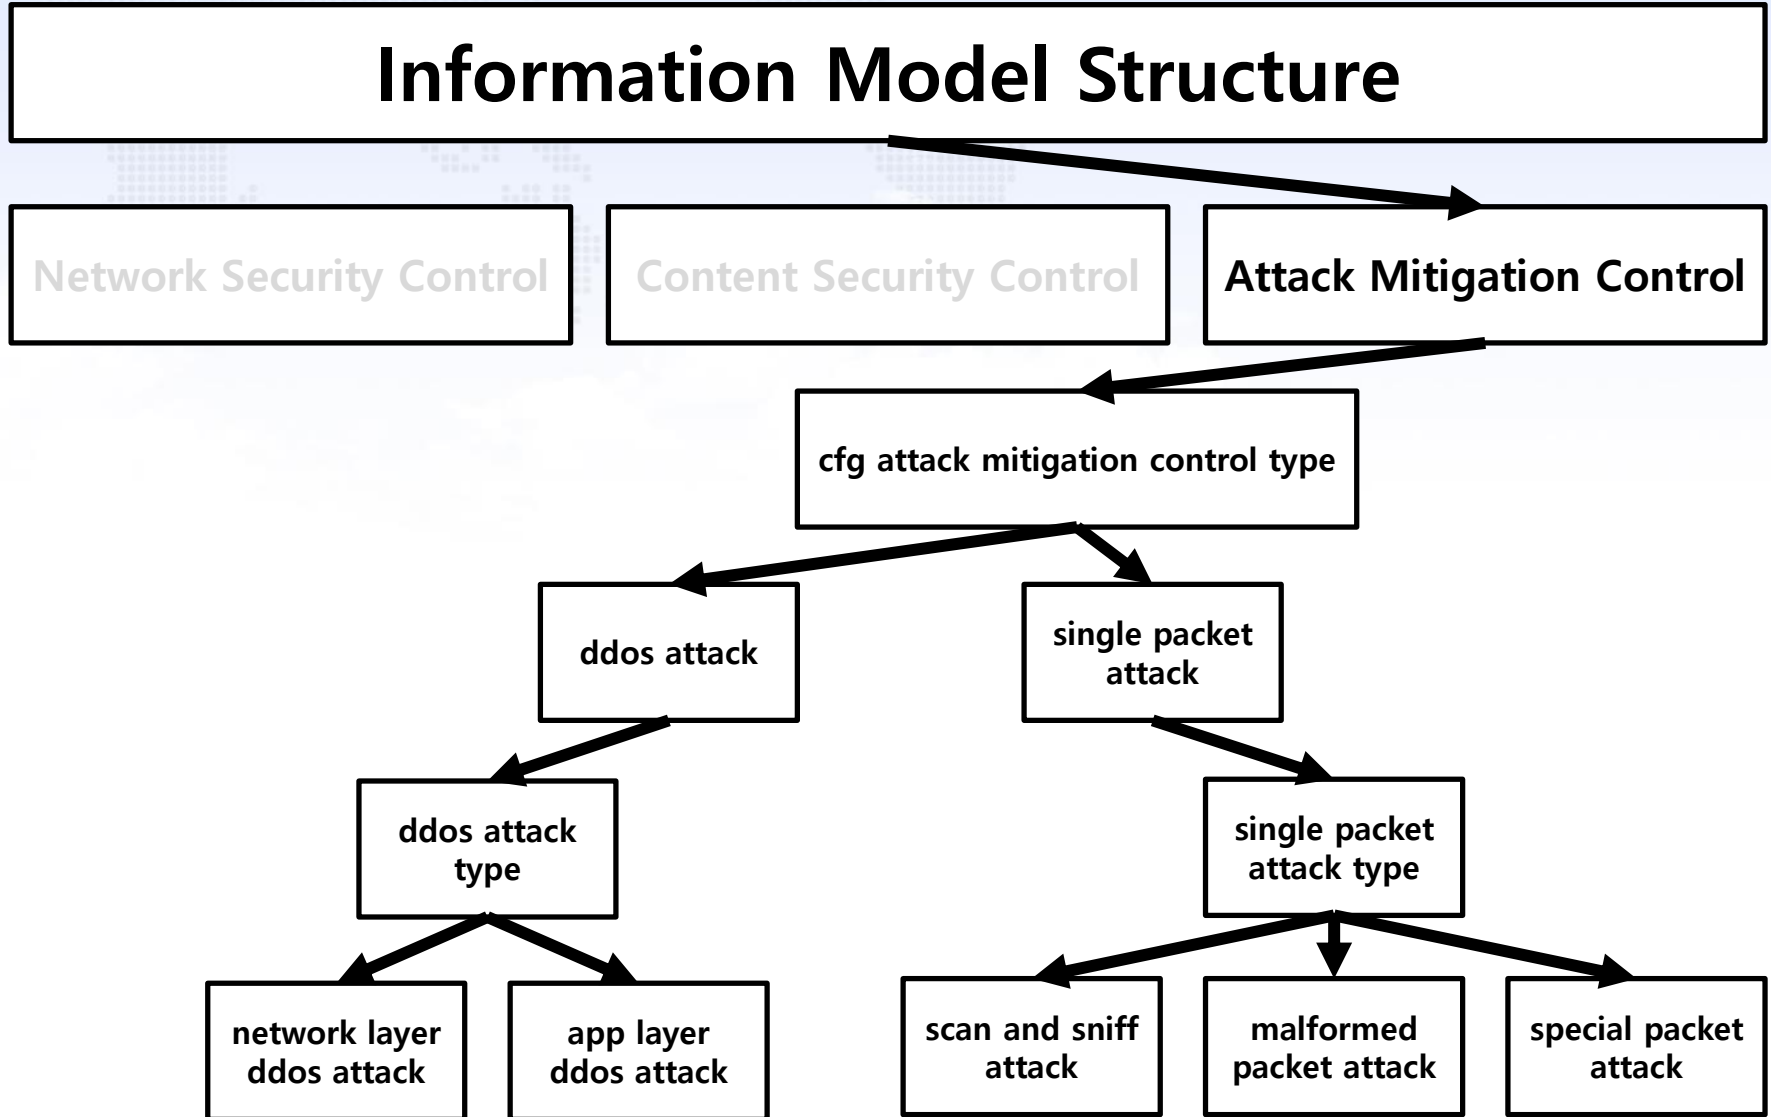 Information Model Structure
Network Security Control
Content Security Control
Attack Mitigation Control
cfg attack mitigation control type
ddos attack
single packet
attack
ddos attack
type
single packet
attack type
network layer
ddos attack
app layer
ddos attack
scan and sniff
attack
malformed
packet attack
special packet
attack